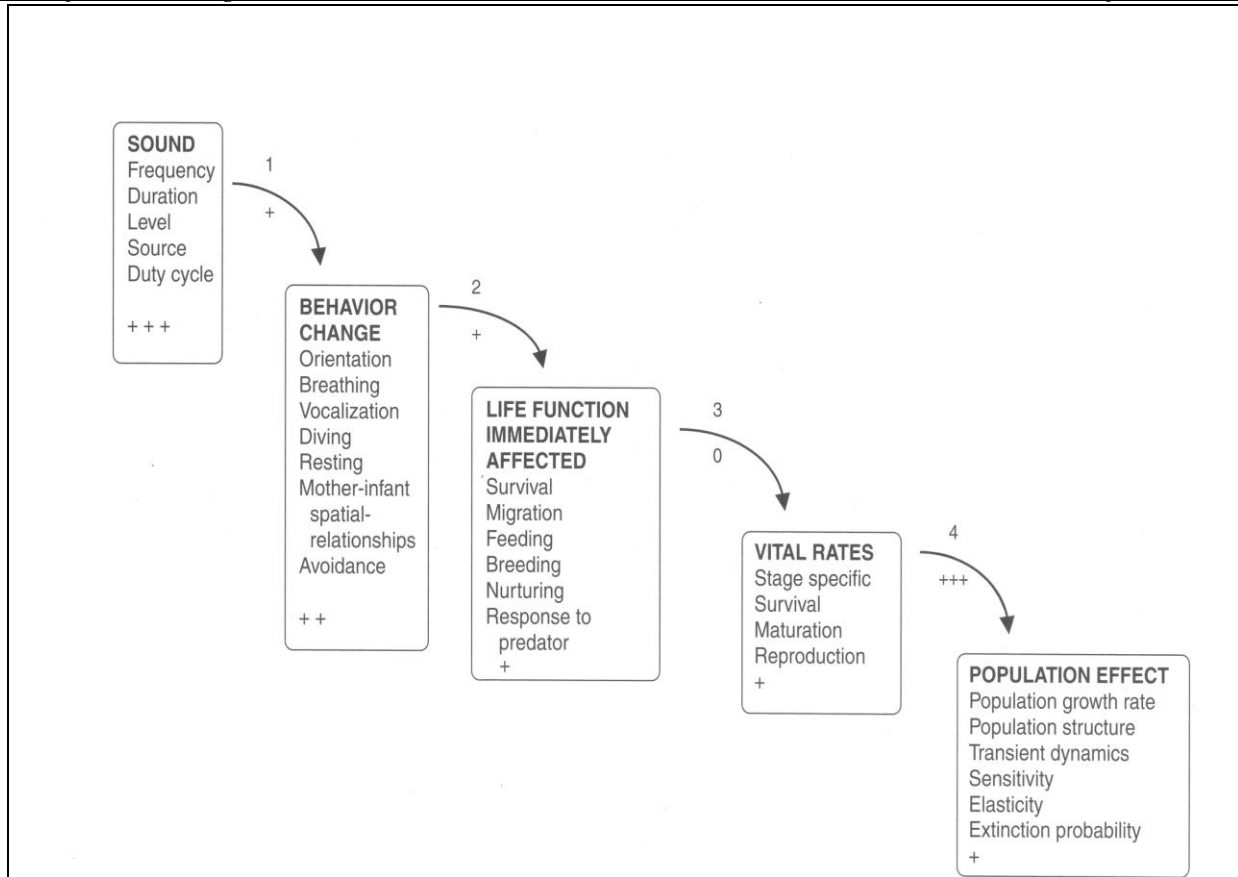 SOUND
Frequency
Duration
Level
Source
Duty cycle
+ + +
1
+
BEHAVIOR
CHANGE
Orientation
Breathing
Vocalization
Diving
Resting
Mother-infant
spatial-
relationships
Avoidance
+ +
2
+
LIFE FUNCTION
IMMEDIATELY
AFFECTED
Survival
Migration
Feeding
Breeding
Nurturing
Response to
predator
+
3
0
VITAL RATES
Stage specific
Survival
Maturation
Reproduction
+
4
+++
POPULATION EFFECT
Population growth rate
Population structure
Transient dynamics
Sensitivity
Elasticity
Extinction probability
+